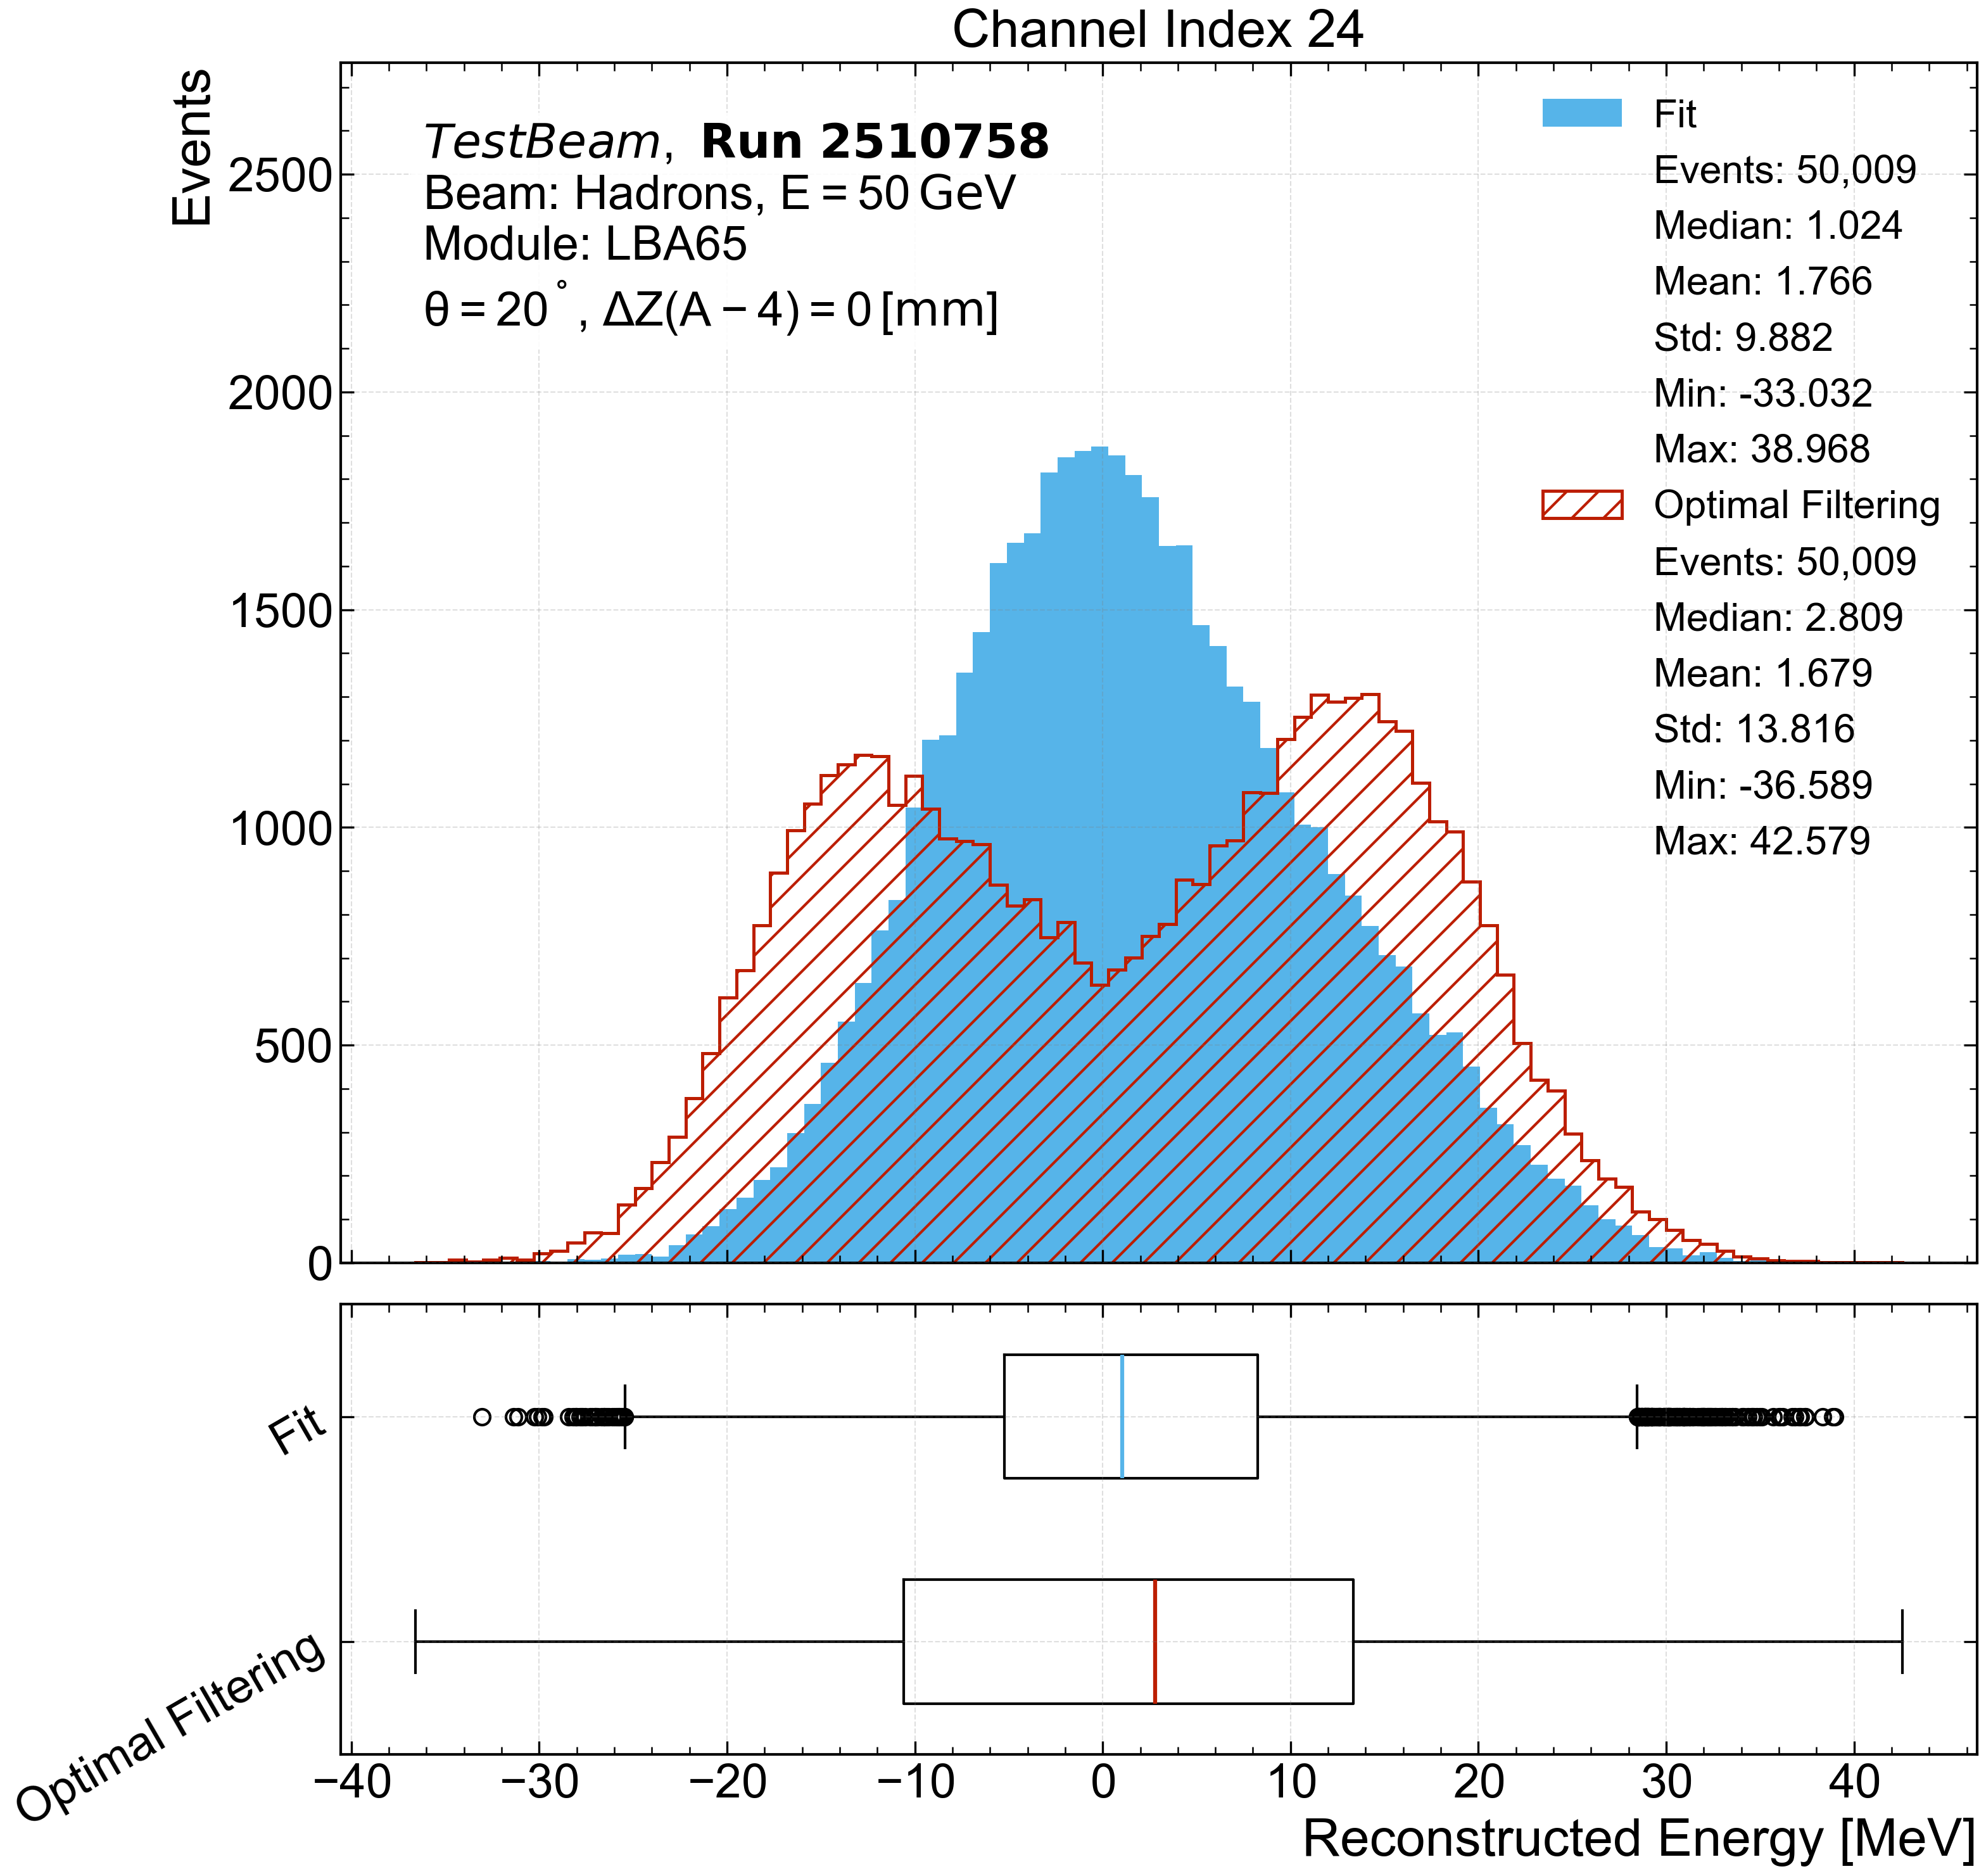 Channel Index 24
Events
2500
2000
1500
1000
500
0
TestBeam, Run 2510758
Beam: Hadrons, E = 50 GeV
Module: LBA65
θ = 20°, ΔZ(A − 4) = 0 [mm]
Fit
Events: 50,009
Median: 1.024
Mean: 1.766
Std: 9.882
Min: -33.032
Max: 38.968
Optimal Filtering
Events: 50,009
Median: 2.809
Mean: 1.679
Std: 13.816
Min: -36.589
Max: 42.579
Fit
Optimal Filtering
−40 −30 −20 −10 0 10 20 30 40
Reconstructed Energy [MeV]